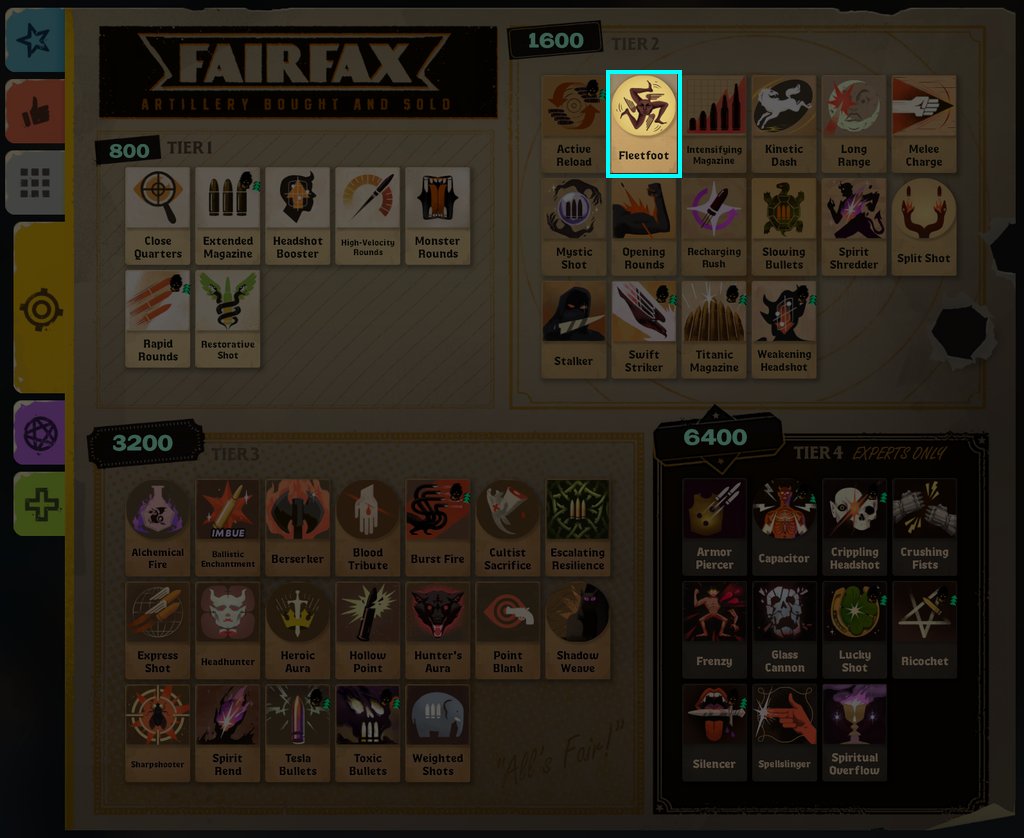 FAIRFAX
ARTILLERY BOUGHT AND SOLD
800 TIER 1
Close
Quarters
Extended
Magazine
Headshot
Booster
High-Velocity
Rounds
Monster
Rounds
Rapid
Rounds
Restorative
Shot
1600 TIER 2
Active
Reload
Fleetfoot
Intensifying
Magazine
Kinetic
Dash
Long
Range
Melee
Charge
Mystic
Shot
Opening
Rounds
Recharging
Rush
Slowing
Bullets
Spirit
Shredder
Split Shot
Stalker
Swift
Striker
Titanic
Magazine
Weakening
Headshot
3200 TIER 3
Alchemical
Fire
IMBUE
Ballistic
Enchantment
Berserker
Blood
Tribute
Burst Fire
Cultist
Sacrifice
Escalating
Resilience
Express
Shot
Headhunter
Heroic
Aura
Hollow
Point
Hunter's
Aura
Point
Blank
Shadow
Weave
Sharpshooter
Spirit
Rend
Tesla
Bullets
Toxic
Bullets
Weighted
Shots
"All's Fair!"
6400 TIER 4 EXPERTS ONLY
Armor
Piercer
Capacitor
Crippling
Headshot
Crushing
Fists
Frenzy
Glass
Cannon
Lucky
Shot
Ricochet
Silencer
Spellslinger
Spiritual
Overflow